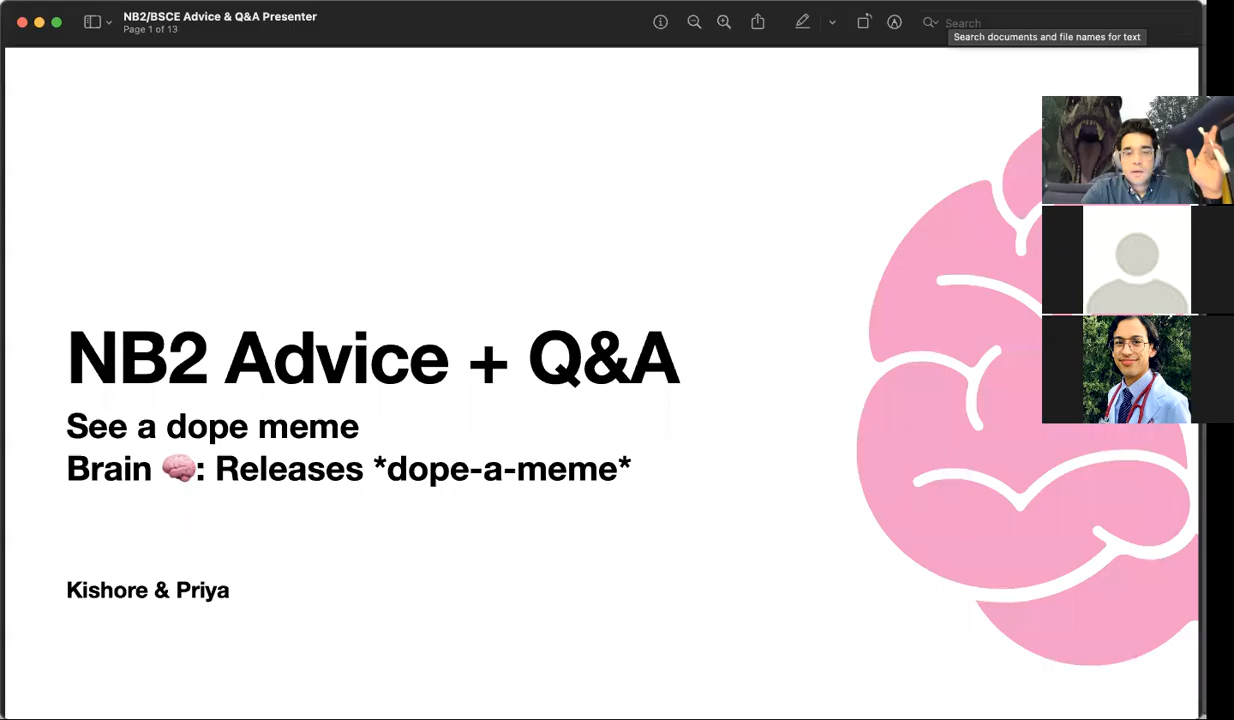 NB2/BSCE Advice & Q&A Presenter
Page 1 of 13
Search
Search documents and file names for text
NB2 Advice + Q&A
See a dope meme
Brain 🧠: Releases *dope-a-meme*
Kishore & Priya